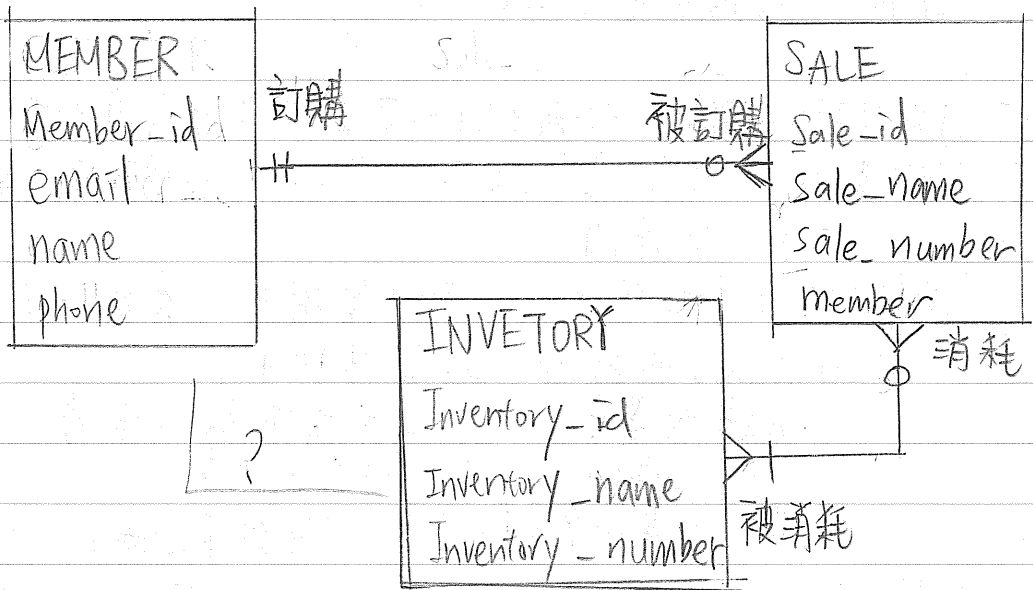 MEMBER
Member_id
email
name
phone
訂購
被訂購
SALE
Sale_id
Sale_name
Sale_number
member
消耗
INVETORY
Inventory_id
Inventory_name
Inventory_number
被消耗
?